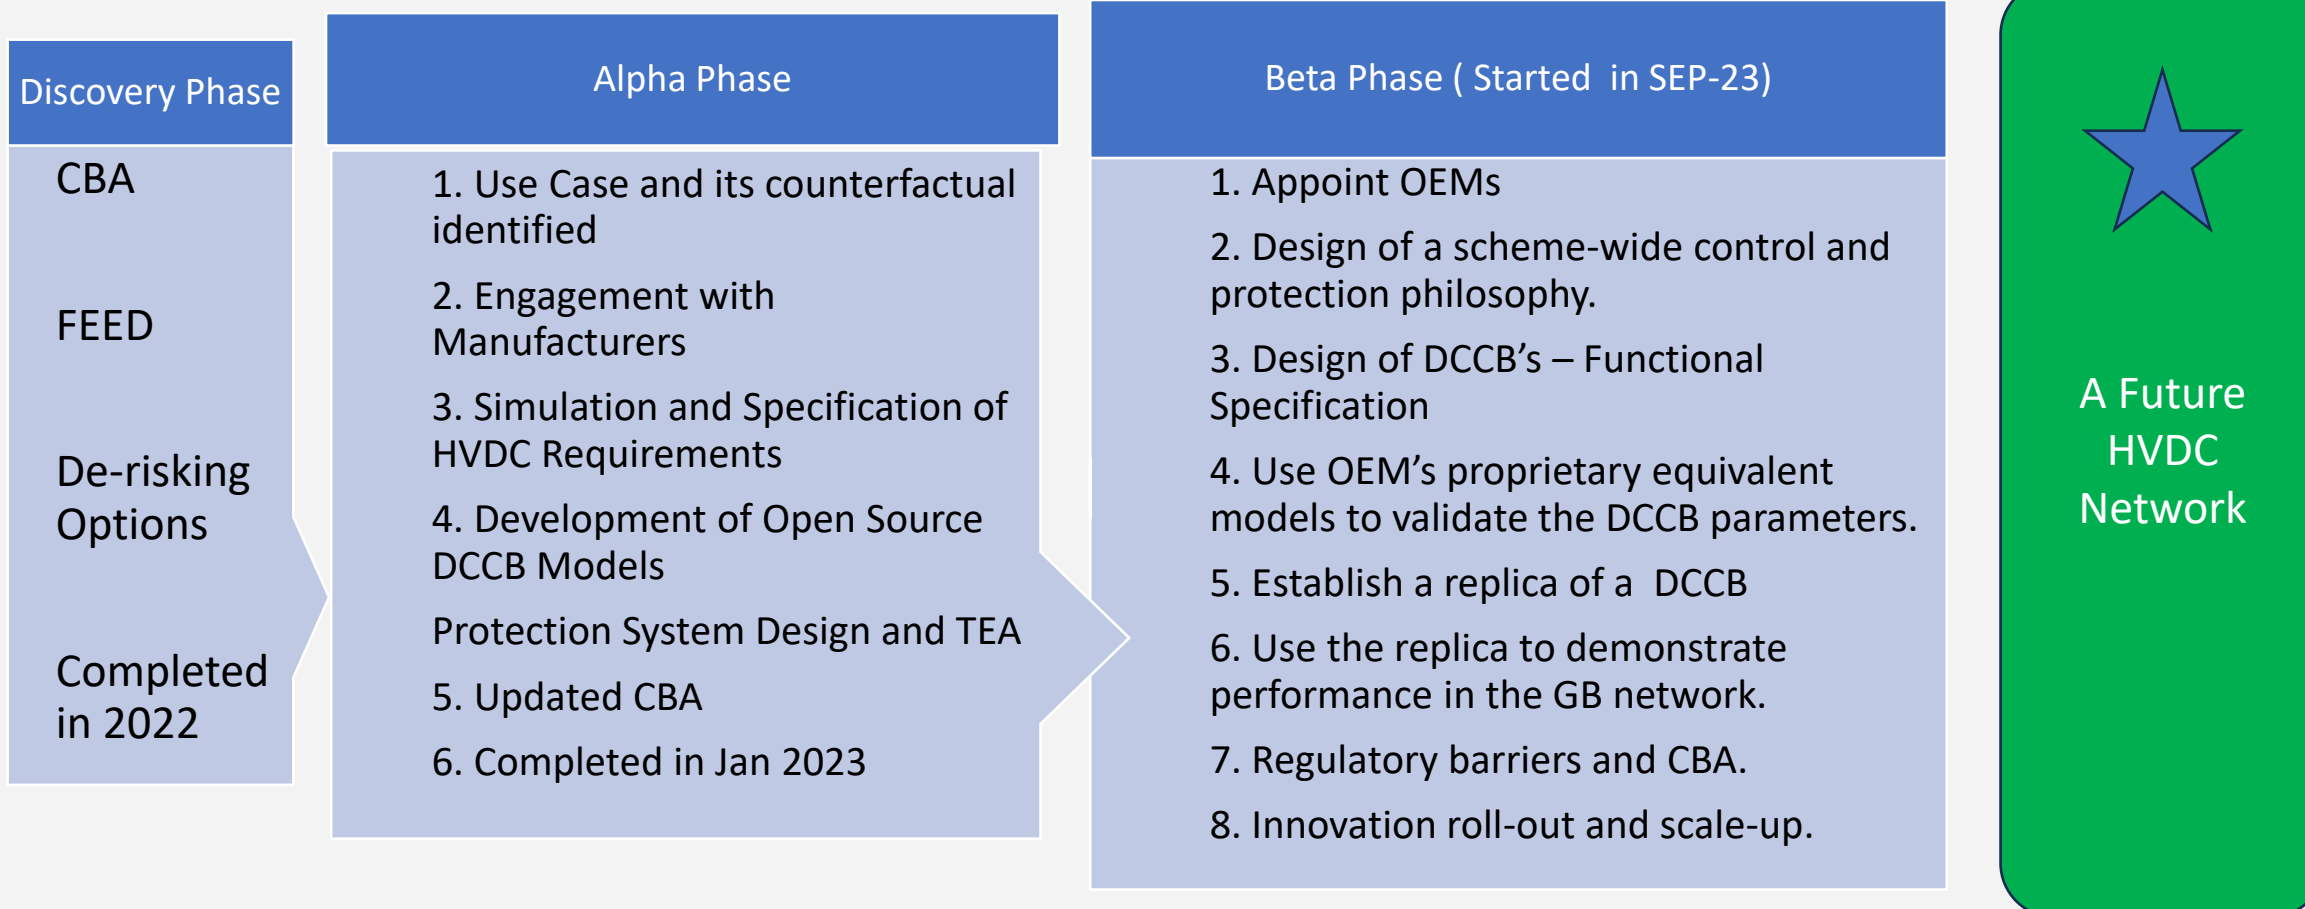 Discovery Phase
CBA
FEED
De-risking
Options
Completed
in 2022
Alpha Phase
1. Use Case and its counterfactual
identified
2. Engagement with
Manufacturers
3. Simulation and Specification of
HVDC Requirements
4. Development of Open Source
DCCB Models
Protection System Design and TEA
5. Updated CBA
6. Completed in Jan 2023
Beta Phase ( Started  in SEP-23)
1. Appoint OEMs
2. Design of a scheme-wide control and
protection philosophy.
3. Design of DCCB’s – Functional
Specification
4. Use OEM’s proprietary equivalent
models to validate the DCCB parameters.
5. Establish a replica of a  DCCB
6. Use the replica to demonstrate
performance in the GB network.
7. Regulatory barriers and CBA.
8. Innovation roll-out and scale-up.
A Future
HVDC
Network